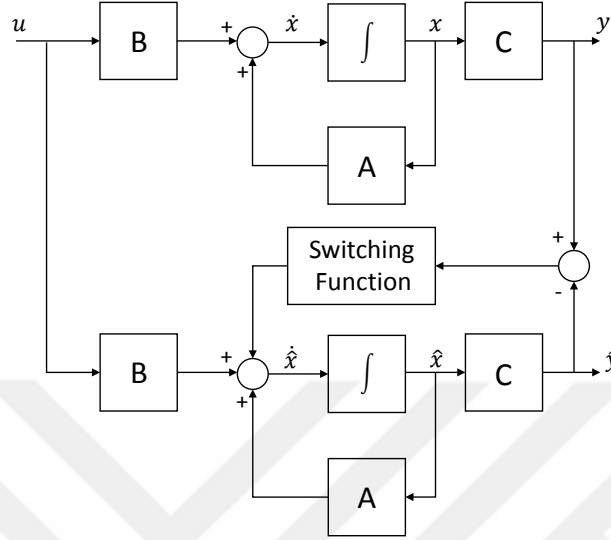 u
B
+
ẋ
∫
x
C
y
+
A
Switching
Function
+
-
B
+
x̂̇
∫
x̂
C
+
A